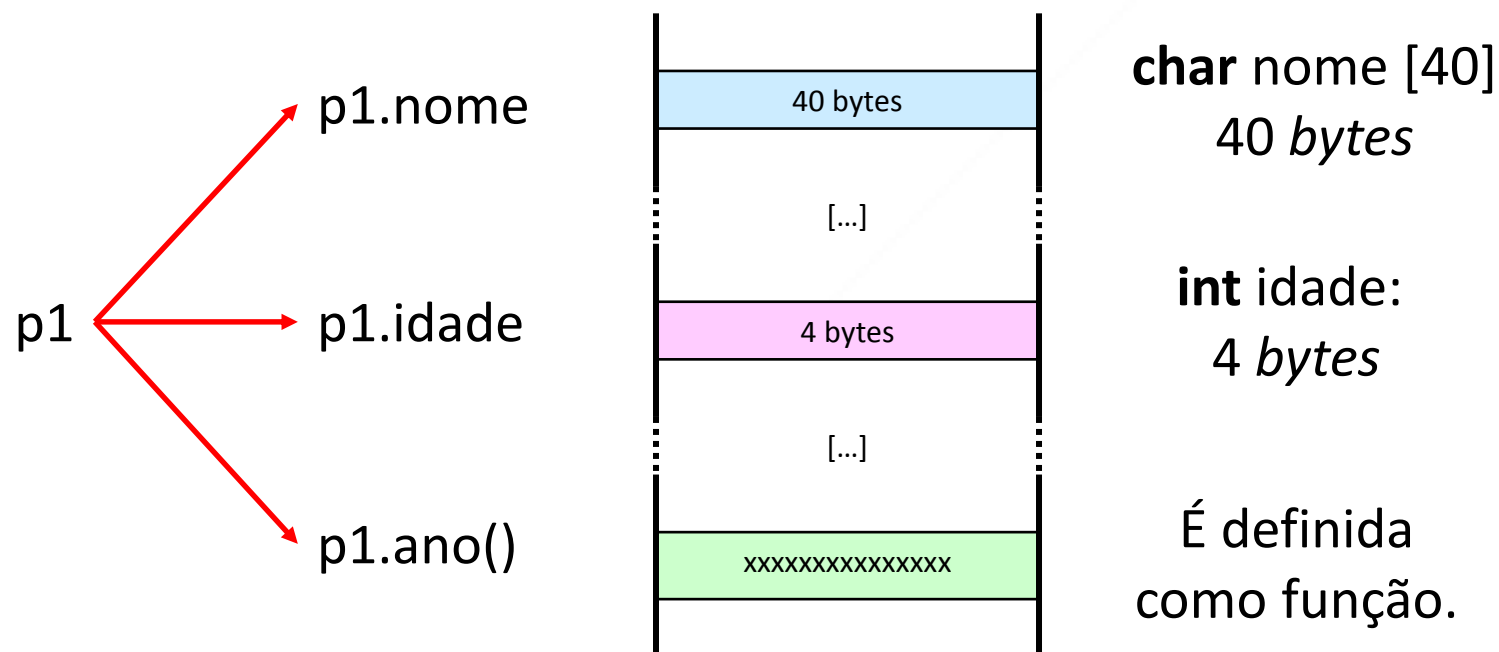 p1
p1.nome
40 bytes
char nome [40]
40 bytes
[...]
p1.idade
4 bytes
int idade:
4 bytes
[...]
p1.ano()
xxxxxxxxxxxxxxx
É definida
como função.